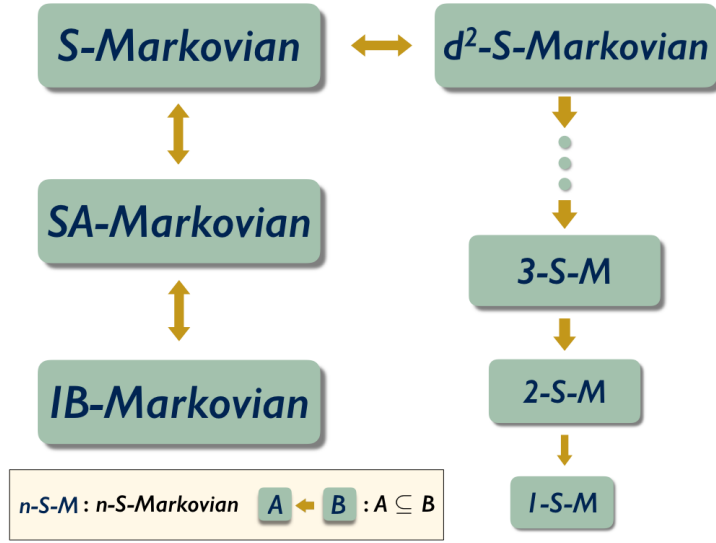 S-Markovian
d²-S-Markovian
SA-Markovian
3-S-M
IB-Markovian
2-S-M
1-S-M
n-S-M : n-S-Markovian A B : A ⊆ B